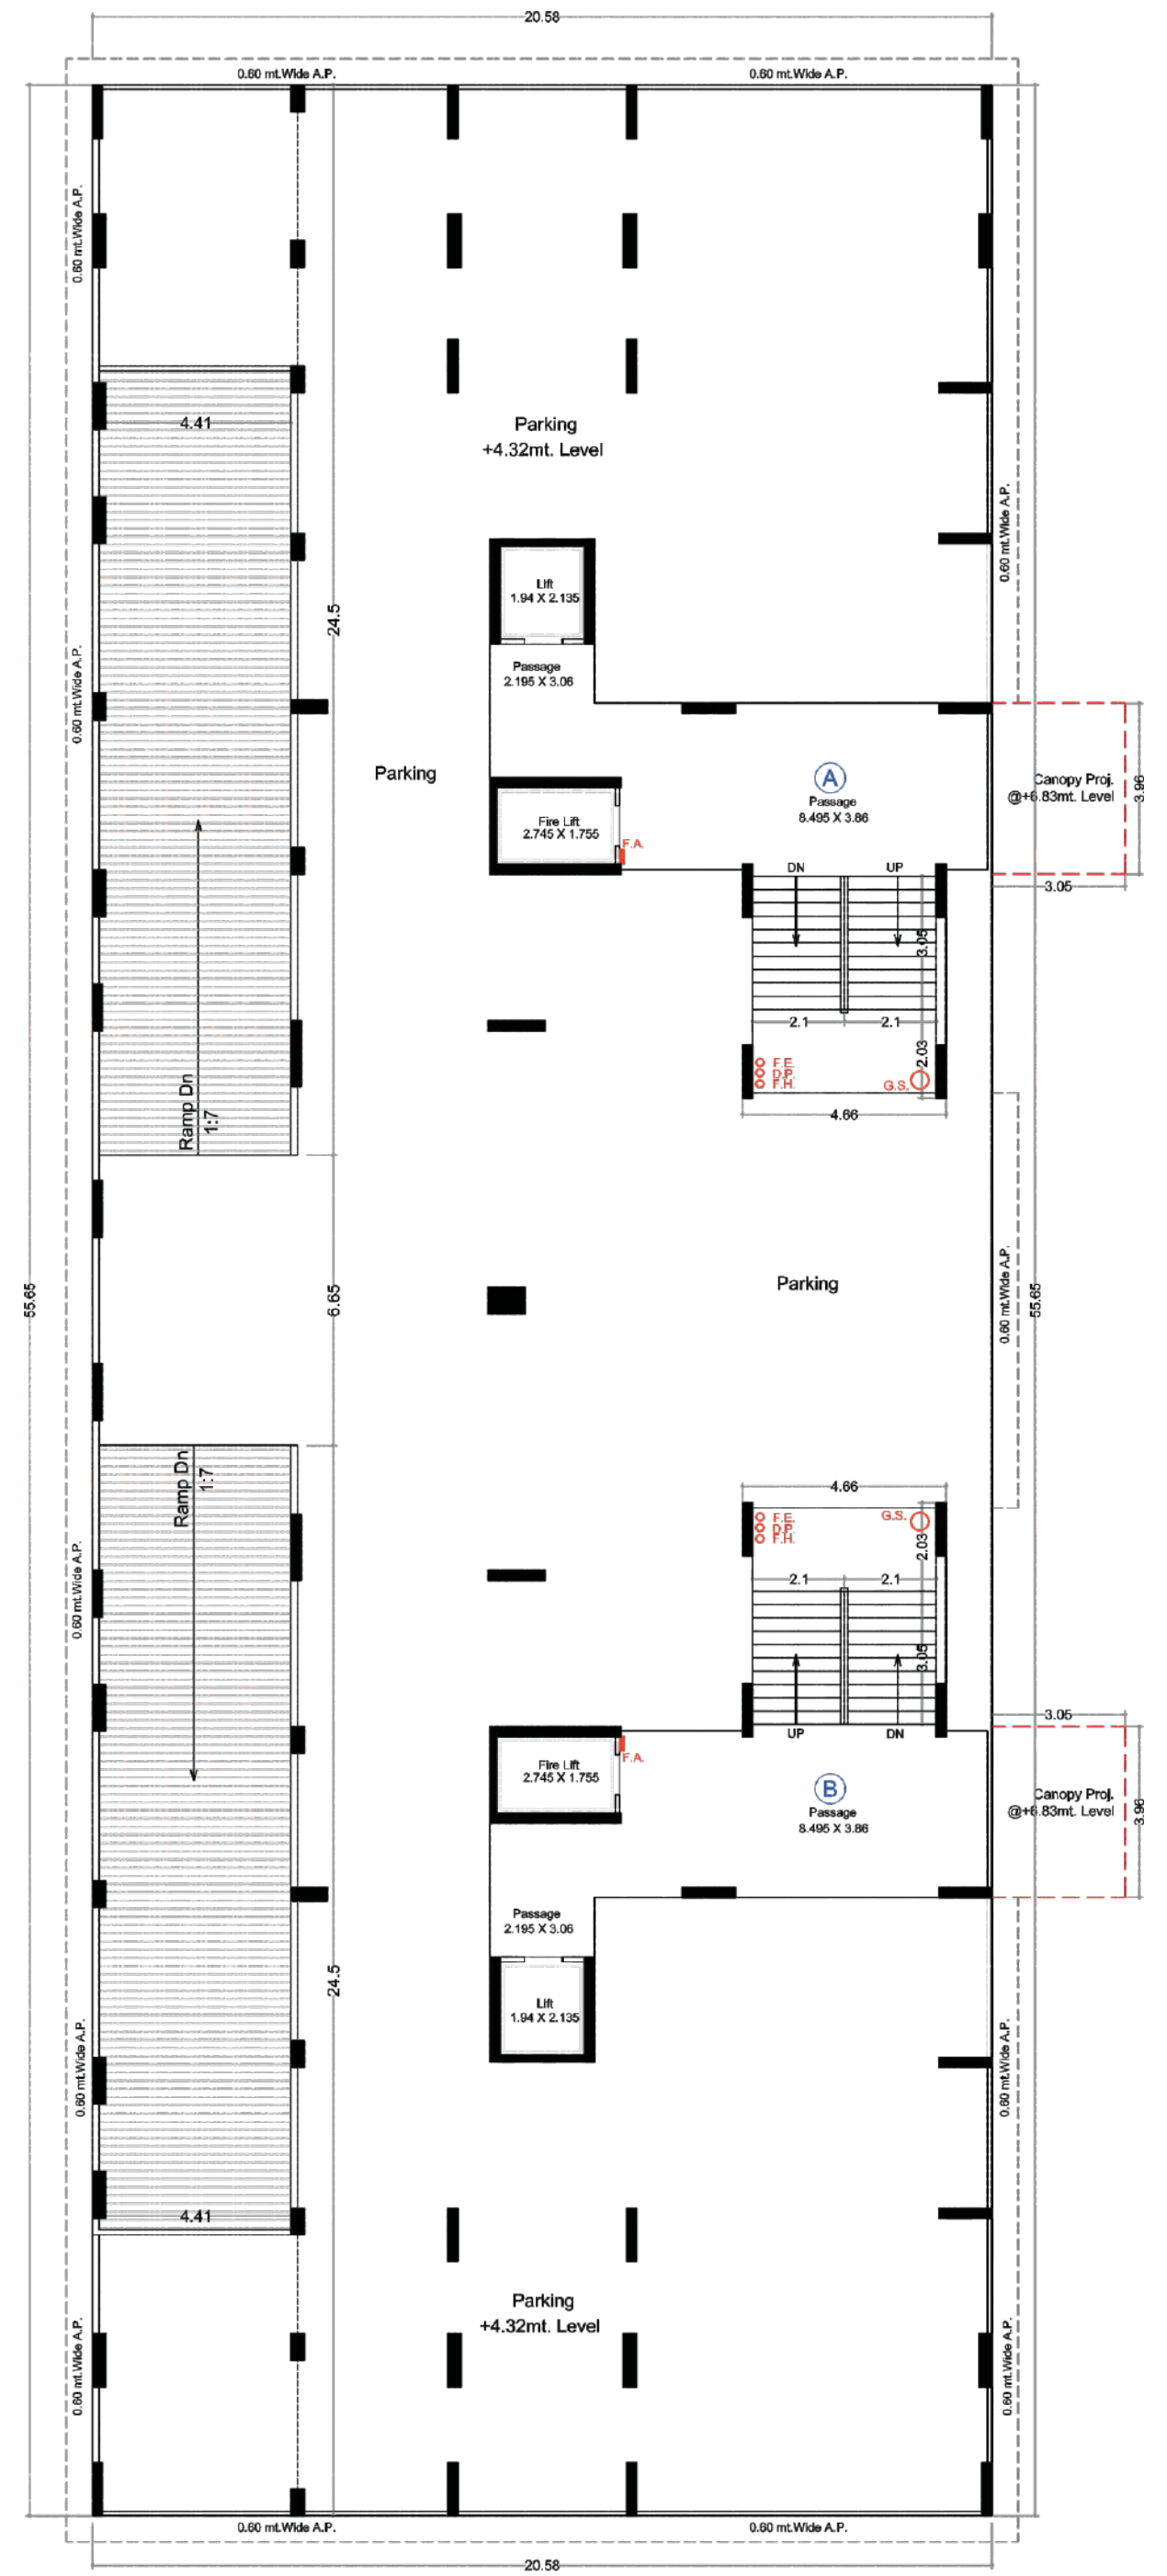 20.58
0.60 mt.Wide A.P.
0.60 mt.Wide A.P.
0.60 mt.Wide A.P.
4.41
Parking
+4.32mt. Level
0.60 mt.Wide A.P.
Lift
1.94 X 2.135
24.5
Passage
2.195 X 3.06
0.60 mt.Wide A.P.
Parking
A
Passage
8.495 X 3.86
Canopy Proj.
@+6.83mt. Level
3.96
Fire Lift
2.745 X 1.755
F.A.
DN
UP
3.05
3.05
2.1
2.1
2.03
F.E.
D.P.
F.H.
G.S.
4.66
Ramp Dn
1:7
55.65
6.65
Parking
0.60 mt.Wide A.P.
55.65
Ramp Dn
1:7
4.66
F.E.
D.P.
F.H.
G.S.
2.03
2.1
2.1
0.60 mt.Wide A.P.
3.05
3.05
UP
DN
Fire Lift
2.745 X 1.755
F.A.
B
Passage
8.495 X 3.86
Canopy Proj.
@+6.83mt. Level
3.96
Passage
2.195 X 3.06
24.5
Lift
1.94 X 2.135
0.60 mt.Wide A.P.
0.60 mt.Wide A.P.
4.41
Parking
+4.32mt. Level
0.60 mt.Wide A.P.
0.60 mt.Wide A.P.
0.60 mt.Wide A.P.
0.60 mt.Wide A.P.
20.58